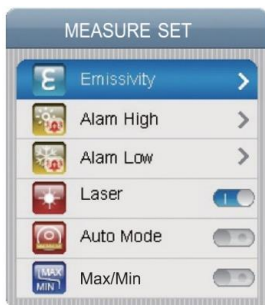 MEASURE SET
ε Emissivity
Alam High
Alam Low
Laser
Auto Mode
MAX
MIN Max/Min